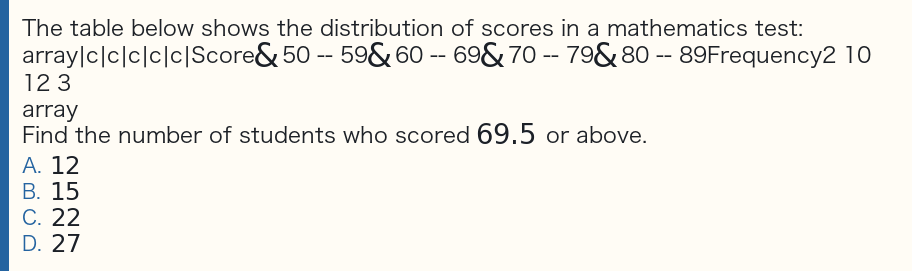 The table below shows the distribution of scores in a mathematics test:
array|c|c|c|c|c|Score& 50 -- 59& 60 -- 69& 70 -- 79& 80 -- 89Frequency2 10
12 3
array
Find the number of students who scored 69.5 or above.
A. 12
B. 15
C. 22
D. 27